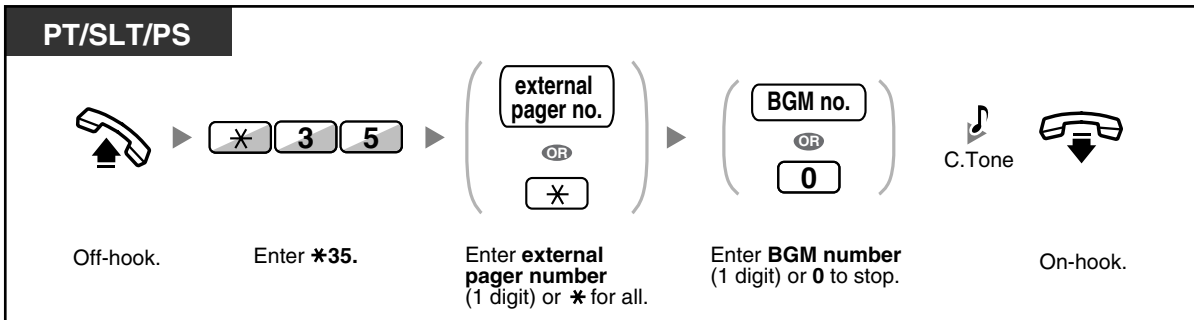 PT/SLT/PS
* 3 5
external
pager no.
OR
*
BGM no.
OR
0
C.Tone
Off-hook.
Enter *35.
Enter external
pager number
(1 digit) or * for all.
Enter BGM number
(1 digit) or 0 to stop.
On-hook.